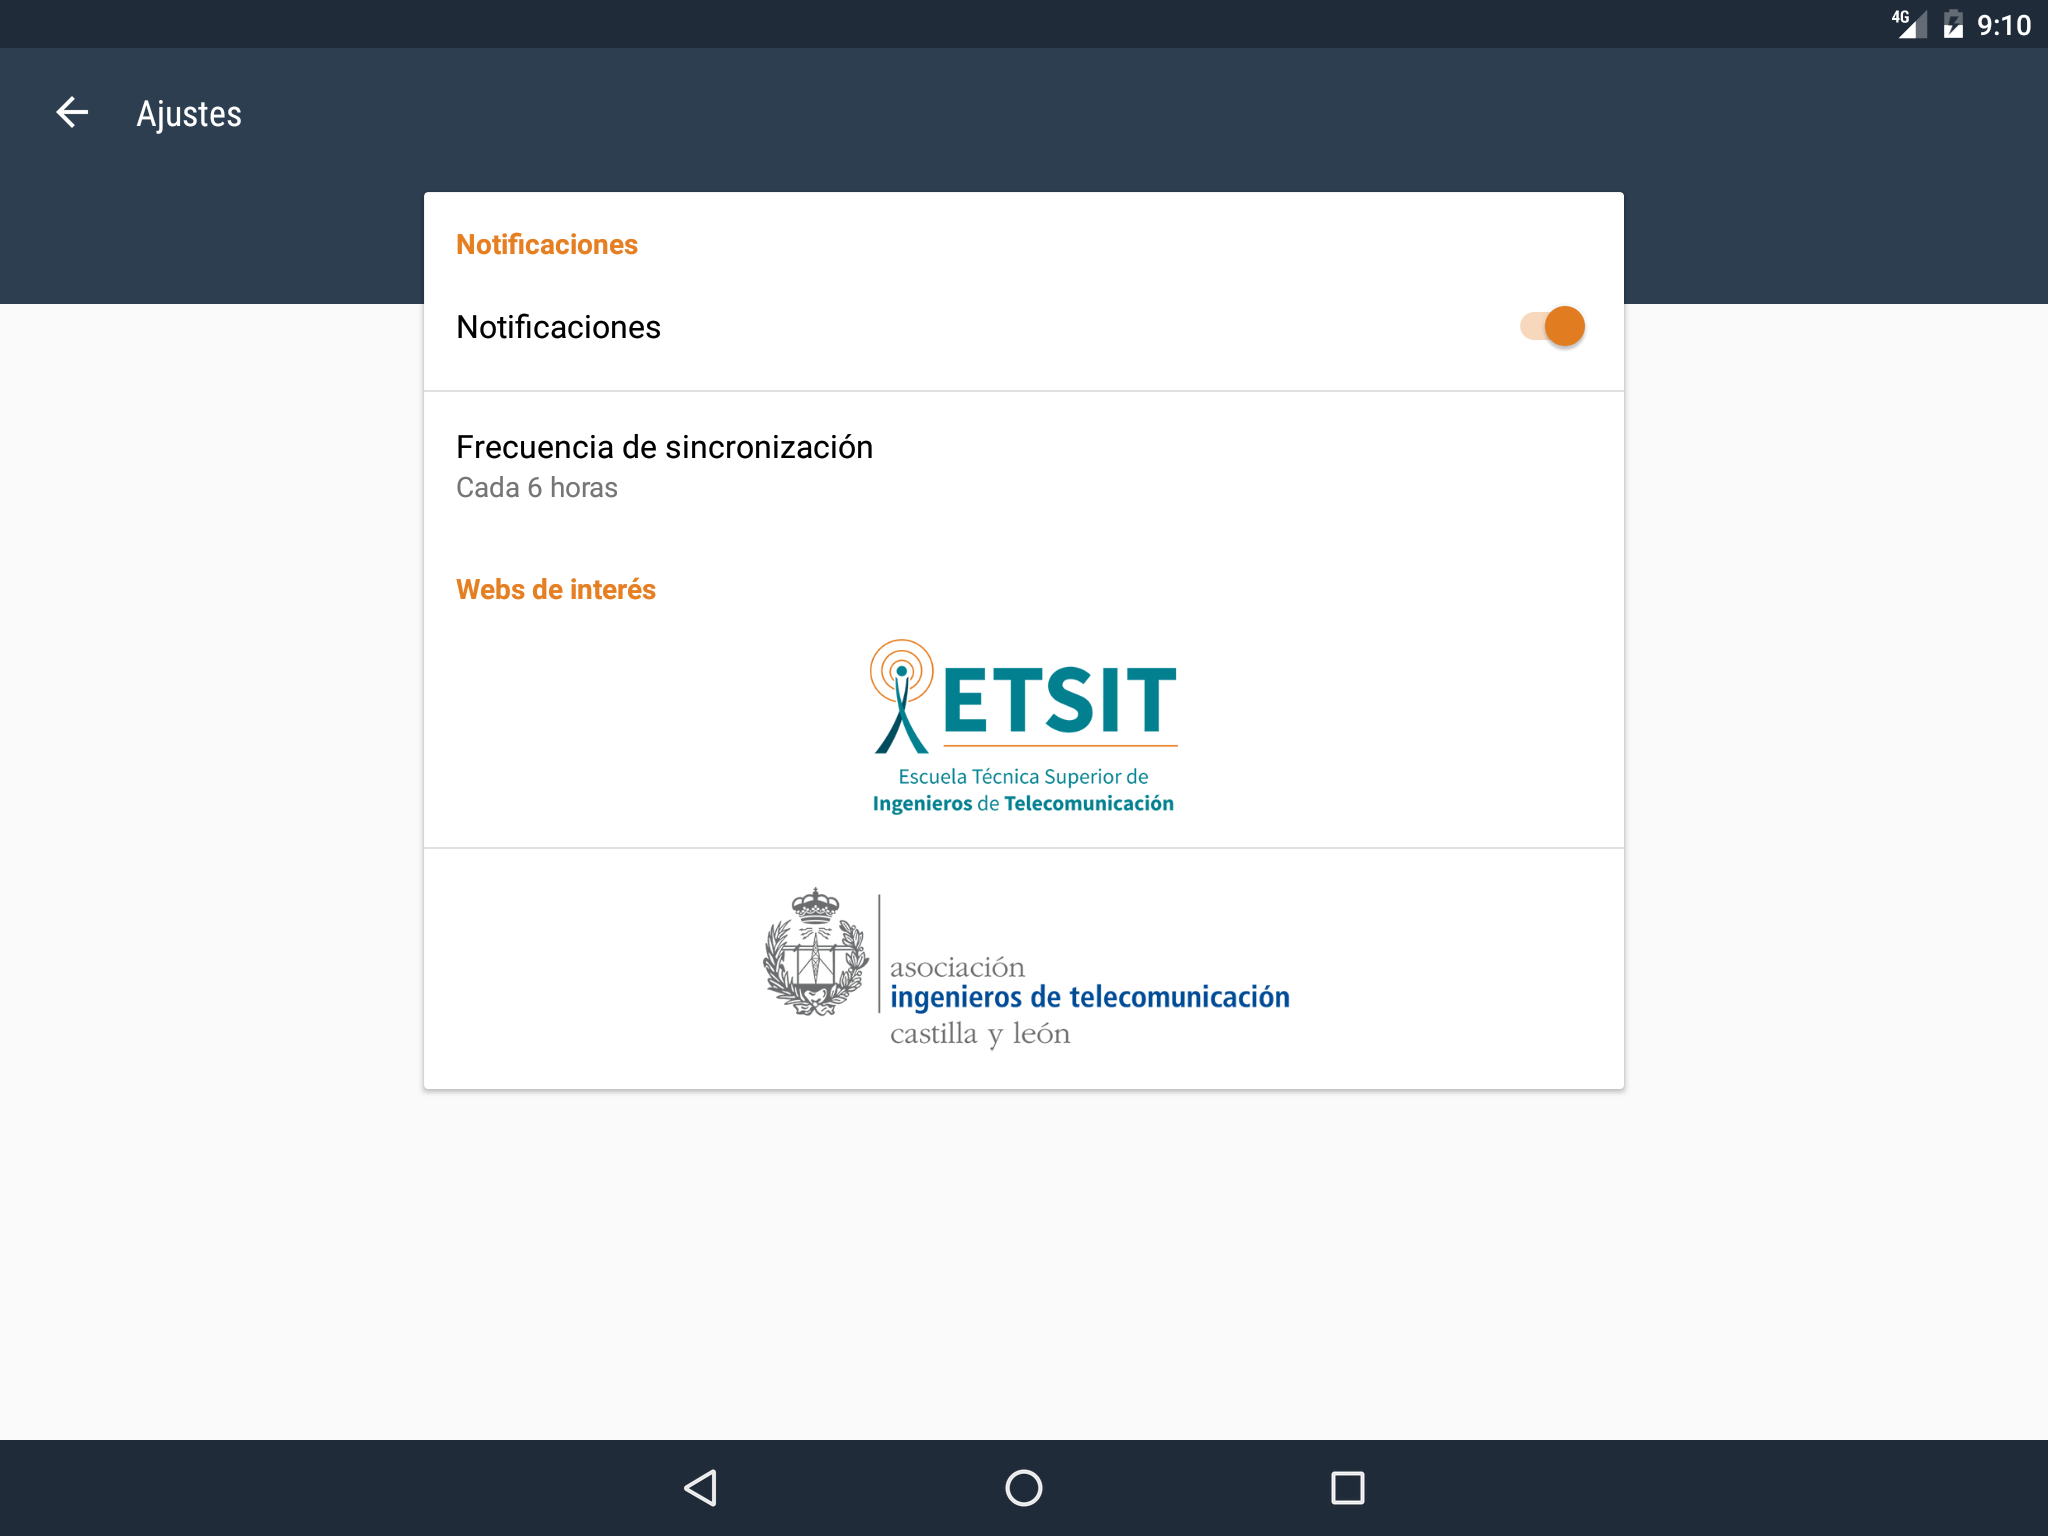 4G 9:10
Ajustes
Notificaciones
Notificaciones
Frecuencia de sincronización
Cada 6 horas
Webs de interés
ETSIT
Escuela Técnica Superior de
Ingenieros de Telecomunicación
asociación
ingenieros de telecomunicación
castilla y león